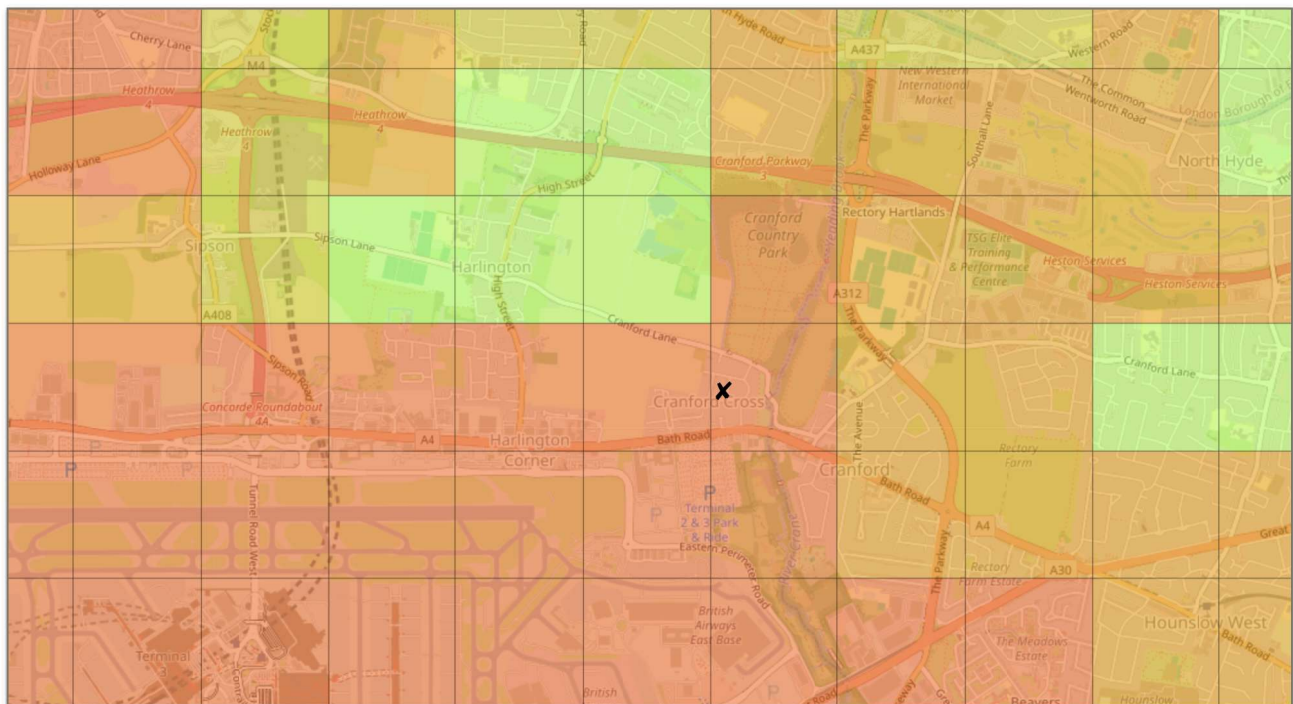 Cherry Lane
M4
Hyde Road
A437
Western Road
New Western
International
Market
The Common
Wentworth Road
London Borough of
Heathrow
4
Heathrow
4
Heathrow
4
The Parkway
Southall Lane
North Hyde
Holloway Lane
Cranford Parkway
3
High Street
Sipson
Sipson Lane
Harlington
High Street
Cranford
Country
Park
Rectory Hartlands
TSG Elite
Training
& Performance
Centre
Heston Services
Heston Services
A312
A408
Cranford Lane
The Parkway
Cranford Lane
Sipson Road
Concorde Roundabout
4A
✘
Cranford Cross
A4
Harlington
Corner
Bath Road
The Avenue
Rectory
Farm
P
P
P
Cranford
Bath Road
Tunnel Road West
P
P
Terminal
2 & 3 Park
& Ride
Eastern Perimeter Road
A4
Great
The Parkway
Rectory
Farm Estate
A30
British
Airways
East Base
The Meadows
Estate
Hounslow West
Bath Road
Terminal
British
P
Road
Beavers
Hounslow